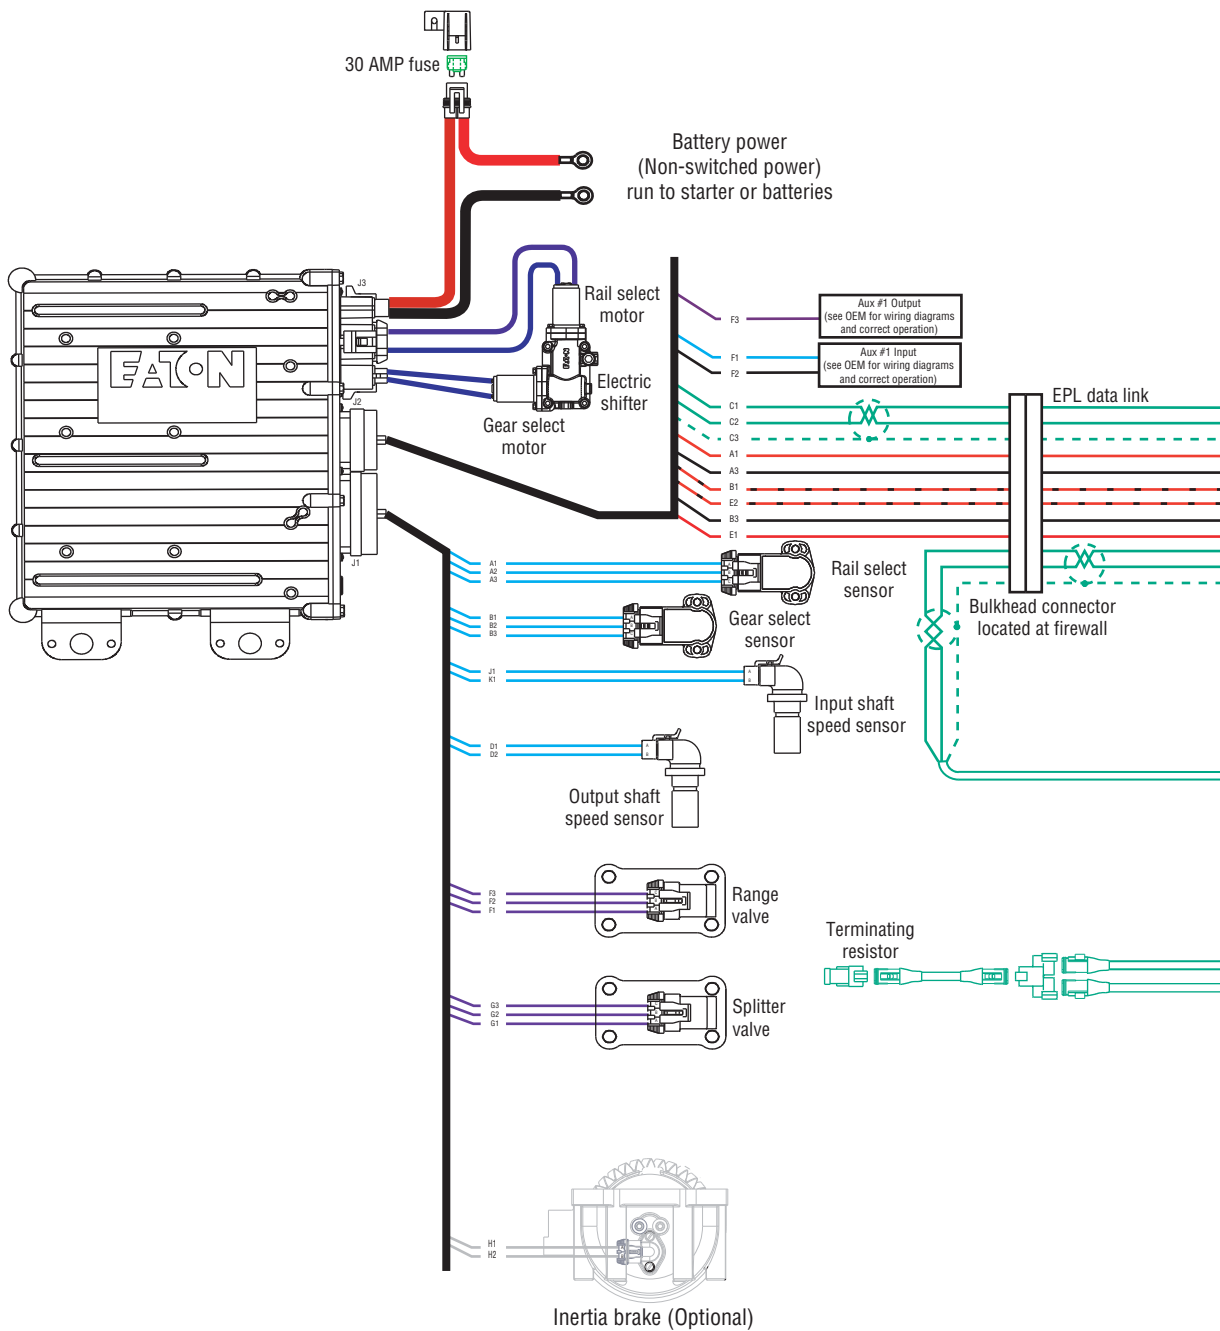 30 AMP fuse
Battery power
(Non-switched power)
run to starter or batteries
J3
Rail select
motor
EATON
Electric
shifter
Gear select
motor
J2
J1
EATON
F3
Aux #1 Output
(see OEM for wiring diagrams
and correct operation)
F1
F2
Aux #1 Input
(see OEM for wiring diagrams
and correct operation)
C1
C2
C3
A1
A3
B1
E2
B3
E1
EPL data link
Bulkhead connector
located at firewall
A1
A2
A3
Rail select
sensor
B1
B2
B3
Gear select
sensor
J1
K1
A
B
Input shaft
speed sensor
D1
D2
A
B
Output shaft
speed sensor
F3
F2
F1
Range
valve
G3
G2
G1
Splitter
valve
Terminating
resistor
H1
H2
Inertia brake (Optional)